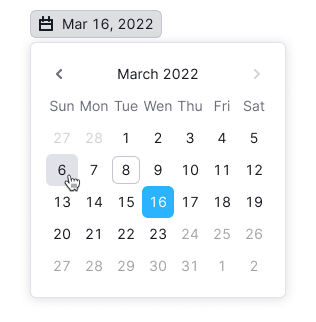 Mar 16, 2022
March 2022
Sun Mon Tue Wen Thu Fri Sat
27 28 1 2 3 4 5
6 7 8 9 10 11 12
13 14 15 16 17 18 19
20 21 22 23 24 25 26
27 28 29 30 31 1 2